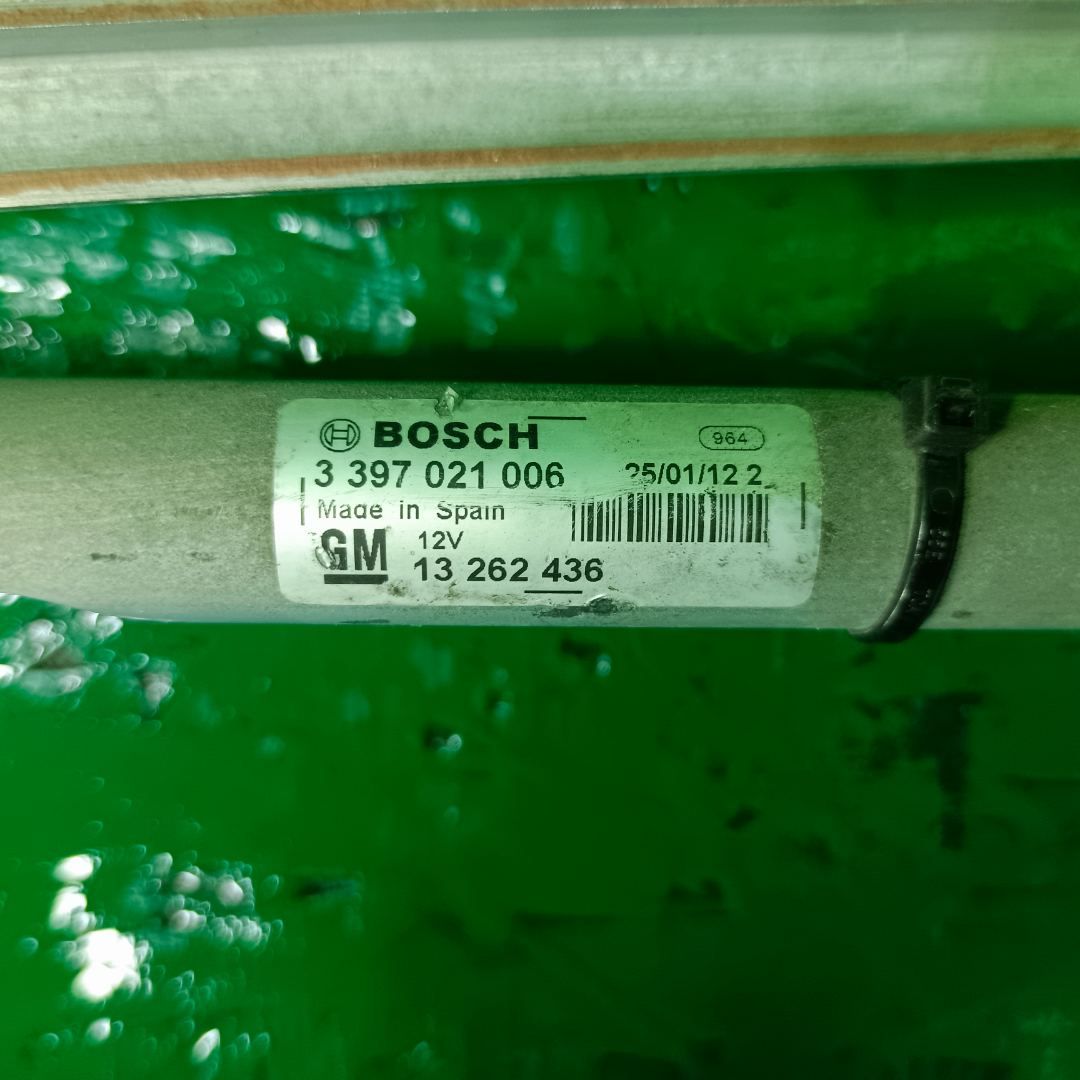 BOSCH 964
3 397 021 006 25/01/12 2
Made in Spain
GM 12V
13 262 436